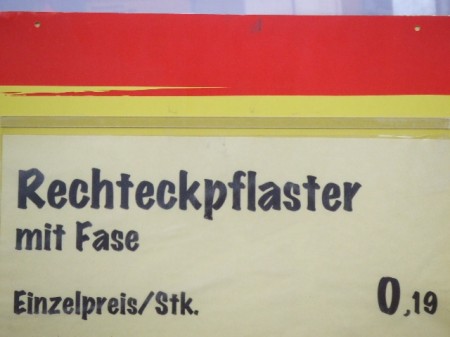 Rechteckpflaster
mit Fase
Einzelpreis/Stk. 0,19